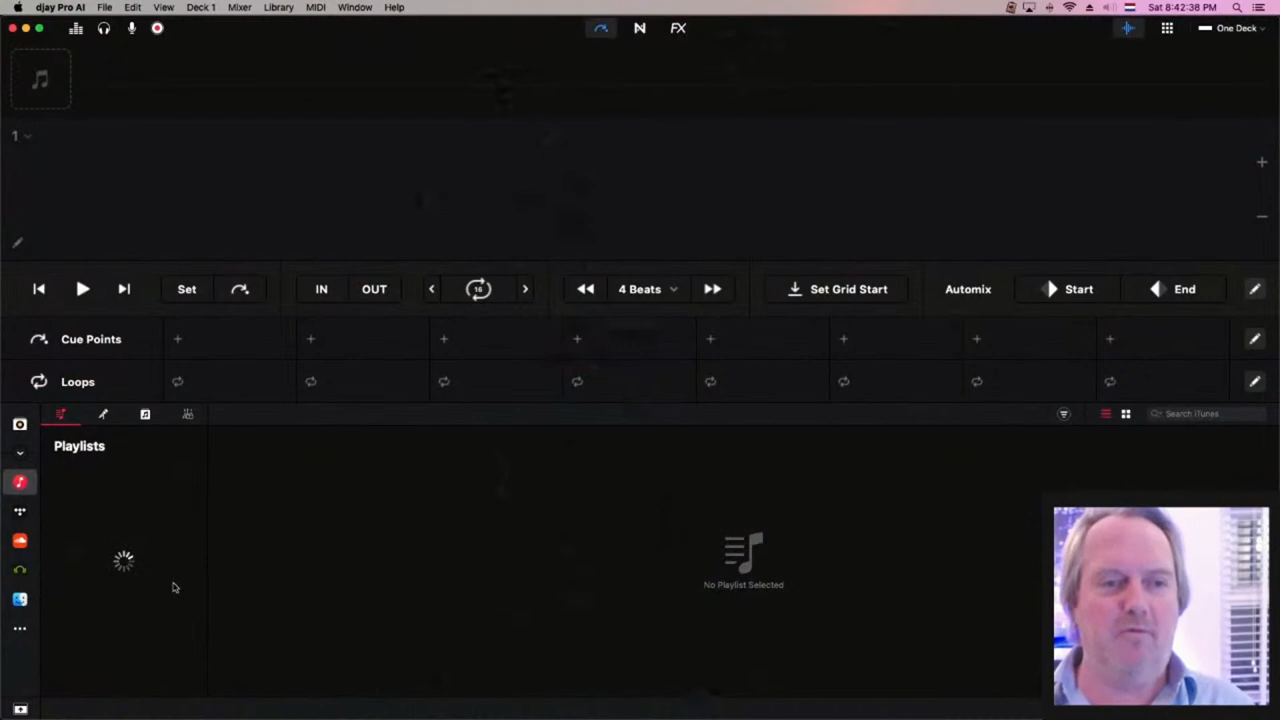 djay Pro AI File Edit View Deck 1 Mixer Library MIDI Window Help Sat 8:42:38 PM
FX One Deck
1
Set IN OUT 16 4 Beats Set Grid Start Automix Start End
Cue Points
Loops
Search iTunes
Playlists
No Playlist Selected